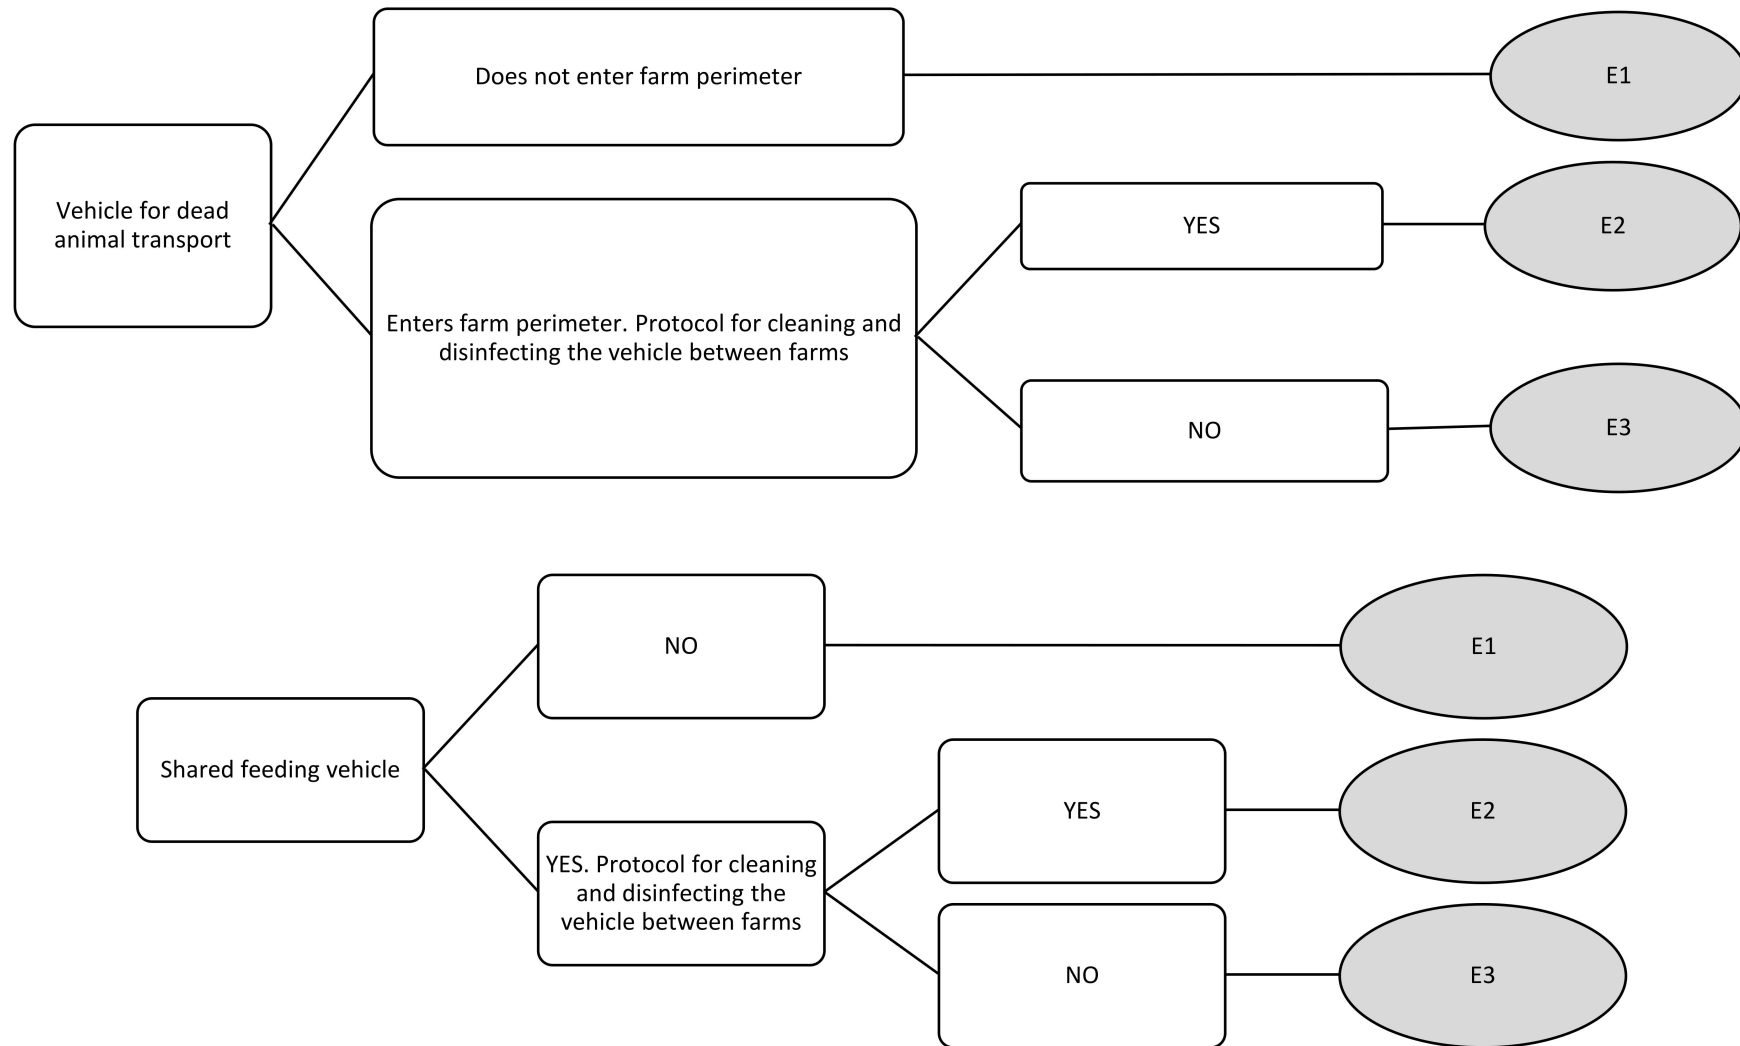 Does not enter farm perimeter
E1
Vehicle for dead
animal transport
YES
E2
Enters farm perimeter. Protocol for cleaning and
disinfecting the vehicle between farms
NO
E3
NO
E1
Shared feeding vehicle
YES
E2
YES. Protocol for cleaning
and disinfecting the
vehicle between farms
NO
E3